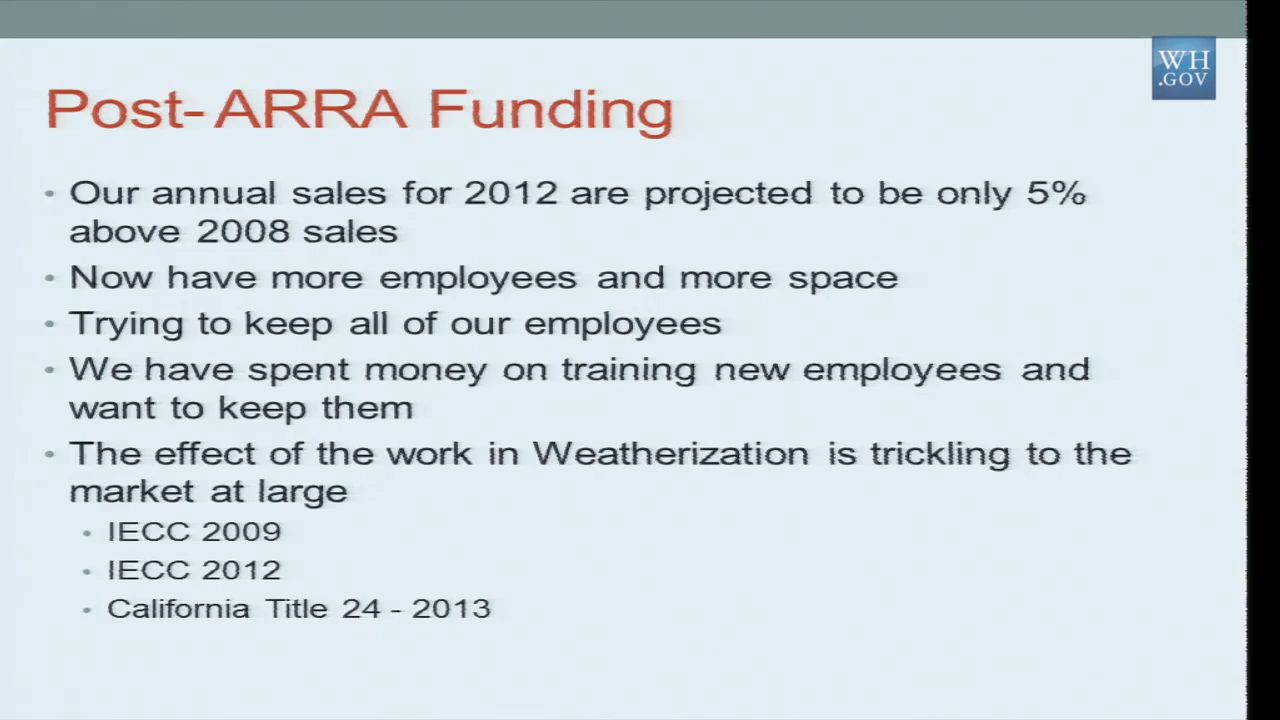 WH
.GOV
Post-ARRA Funding
• Our annual sales for 2012 are projected to be only 5%
above 2008 sales
• Now have more employees and more space
• Trying to keep all of our employees
• We have spent money on training new employees and
want to keep them
• The effect of the work in Weatherization is trickling to the
market at large
• IECC 2009
• IECC 2012
• California Title 24 - 2013